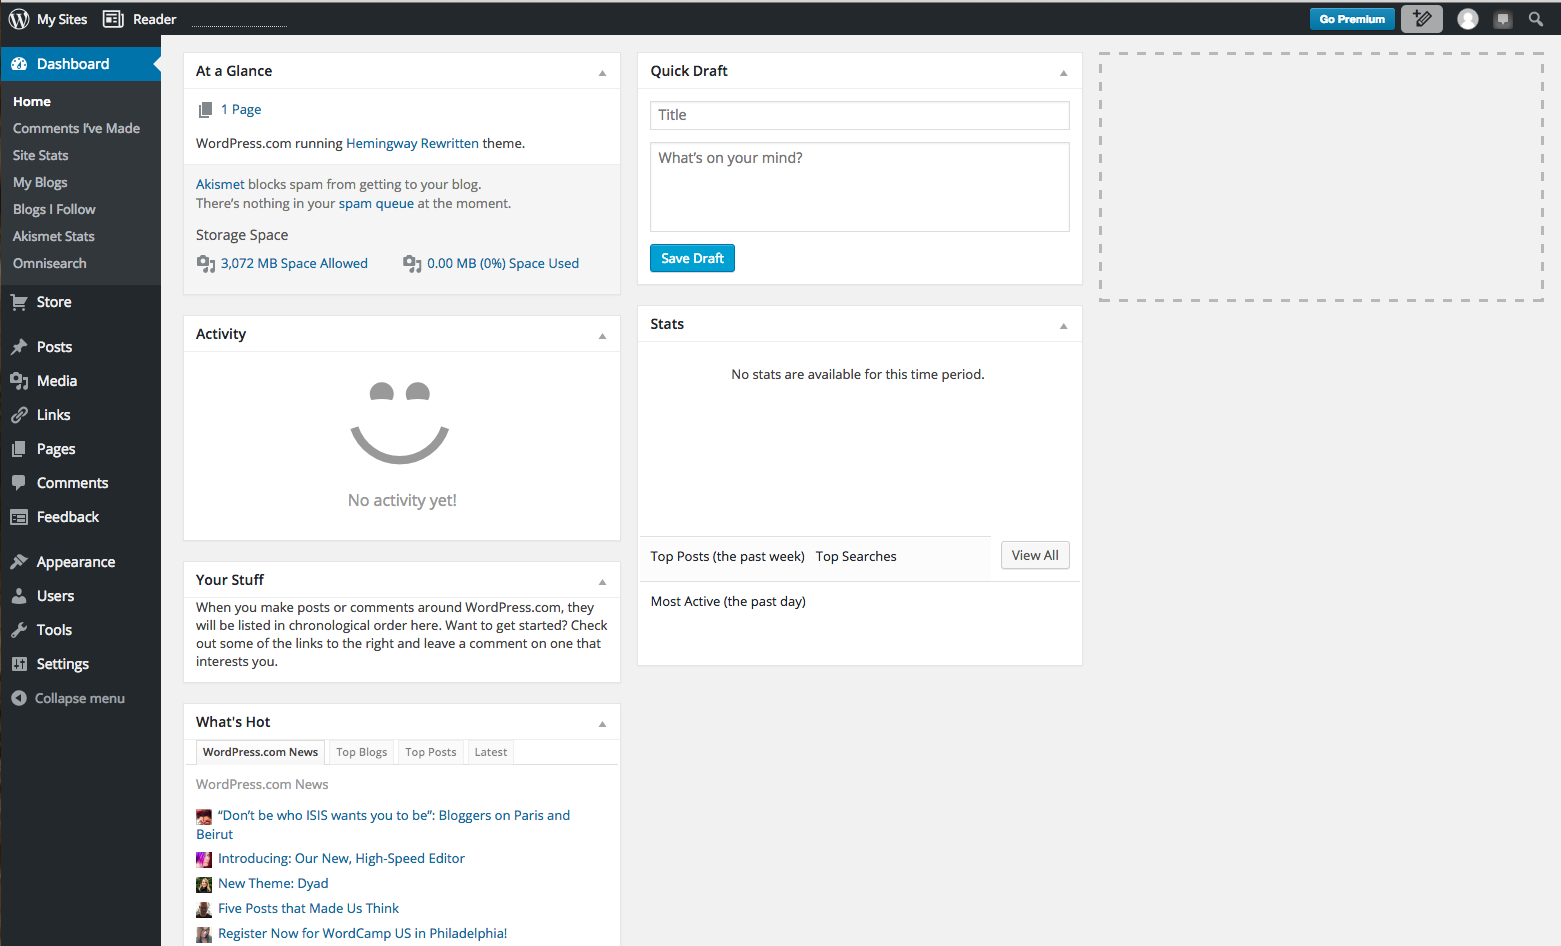 My Sites
Reader
Go Premium
Dashboard
Home
Comments I've Made
Site Stats
My Blogs
Blogs I Follow
Akismet Stats
Omnisearch
Store
Posts
Media
Links
Pages
Comments
Feedback
Appearance
Users
Tools
Settings
Collapse menu
At a Glance
1 Page
WordPress.com running Hemingway Rewritten theme.
Akismet blocks spam from getting to your blog.
There's nothing in your spam queue at the moment.
Storage Space
3,072 MB Space Allowed
0.00 MB (0%) Space Used
Activity
No activity yet!
Your Stuff
When you make posts or comments around WordPress.com, they
will be listed in chronological order here. Want to get started? Check
out some of the links to the right and leave a comment on one that
interests you.
What's Hot
WordPress.com News
Top Blogs
Top Posts
Latest
WordPress.com News
“Don't be who ISIS wants you to be”: Bloggers on Paris and
Beirut
Introducing: Our New, High-Speed Editor
New Theme: Dyad
Five Posts that Made Us Think
Register Now for WordCamp US in Philadelphia!
Quick Draft
Title
What's on your mind?
Save Draft
Stats
No stats are available for this time period.
Top Posts (the past week)
Top Searches
View All
Most Active (the past day)